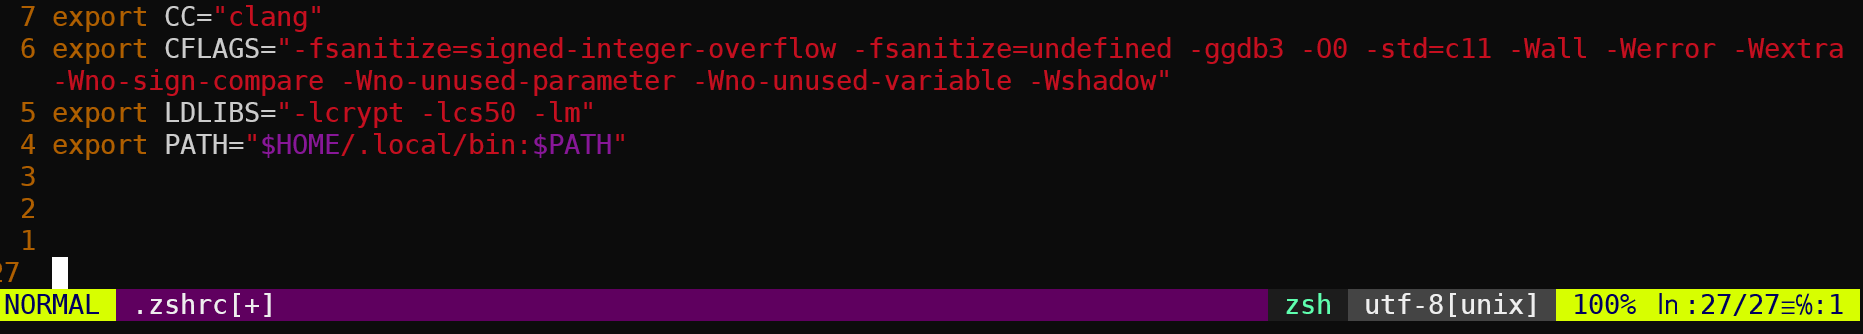 7 export CC="clang"
6 export CFLAGS="-fsanitize=signed-integer-overflow -fsanitize=undefined -ggdb3 -O0 -std=c11 -Wall -Werror -Wextra
-Wno-sign-compare -Wno-unused-parameter -Wno-unused-variable -Wshadow"
5 export LDLIBS="-lcrypt -lcs50 -lm"
4 export PATH="$HOME/.local/bin:$PATH"
3
2
1
27
NORMAL .zshrc[+] zsh utf-8[unix] 100% ㏑:27/27≡℅:1